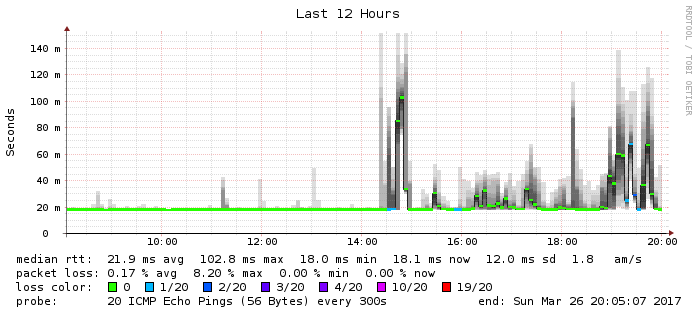 Last 12 Hours
RRDTOOL / TOBI OETIKER
Seconds
140 m
120 m
100 m
80 m
60 m
40 m
20 m
0
10:00 12:00 14:00 16:00 18:00 20:00
median rtt: 21.9 ms avg 102.8 ms max 18.0 ms min 18.1 ms now 12.0 ms sd 1.8 am/s
packet loss: 0.17 % avg 8.20 % max 0.00 % min 0.00 % now
loss color: 0 1/20 2/20 3/20 4/20 10/20 19/20
probe: 20 ICMP Echo Pings (56 Bytes) every 300s end: Sun Mar 26 20:05:07 2017